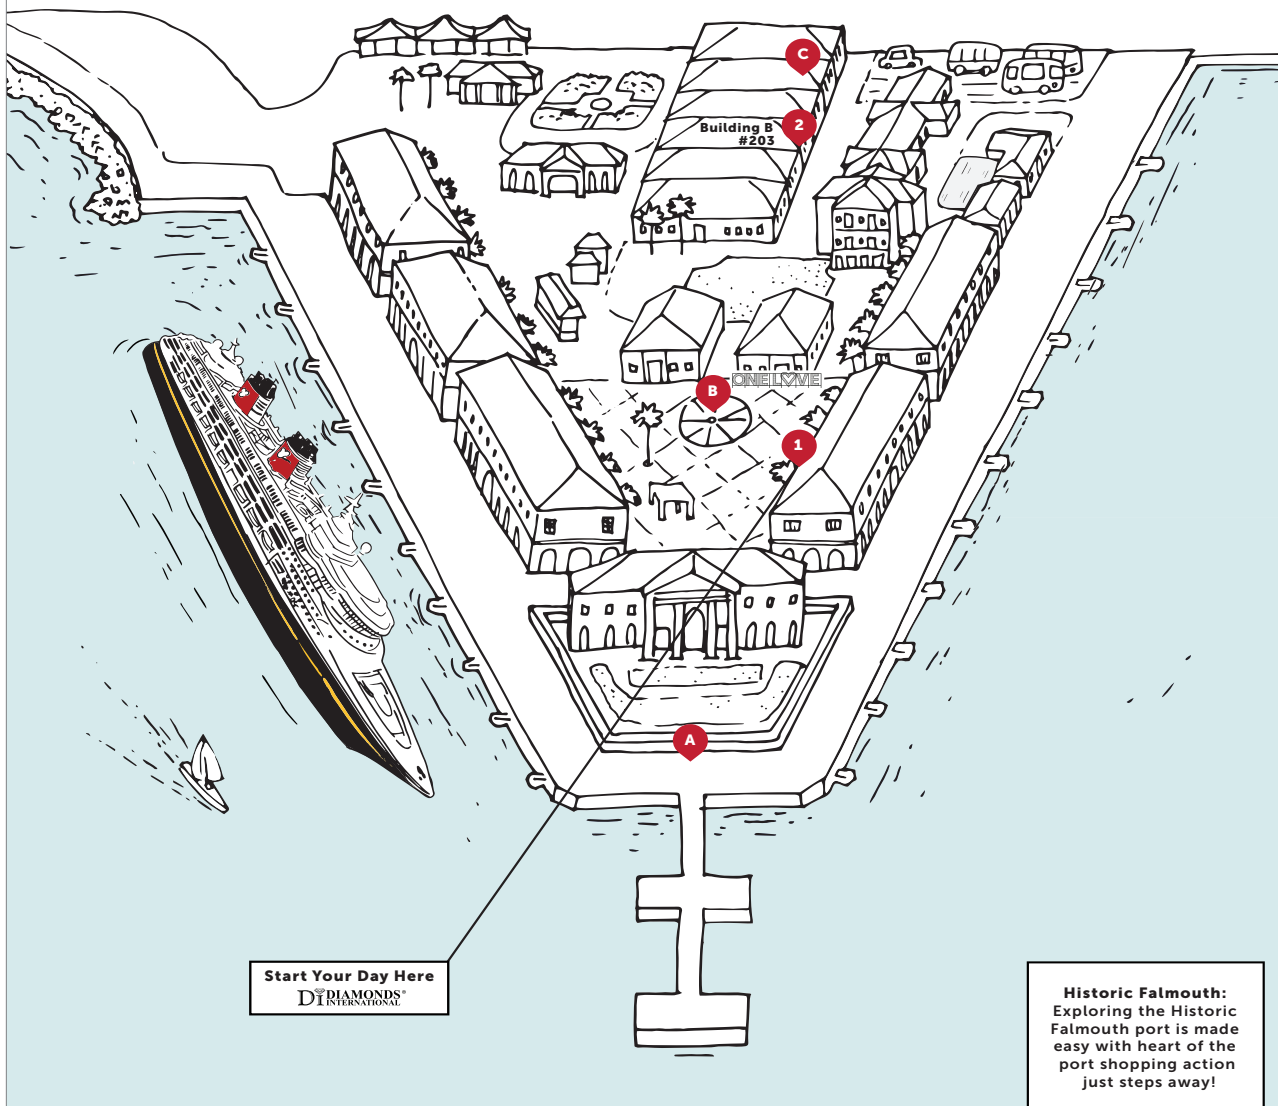 C
Building B
#203
2
ONE LOVE
B
1
A
Start Your Day Here
DI DIAMONDS®
INTERNATIONAL
Historic Falmouth:
Exploring the Historic
Falmouth port is made
easy with heart of the
port shopping action
just steps away!